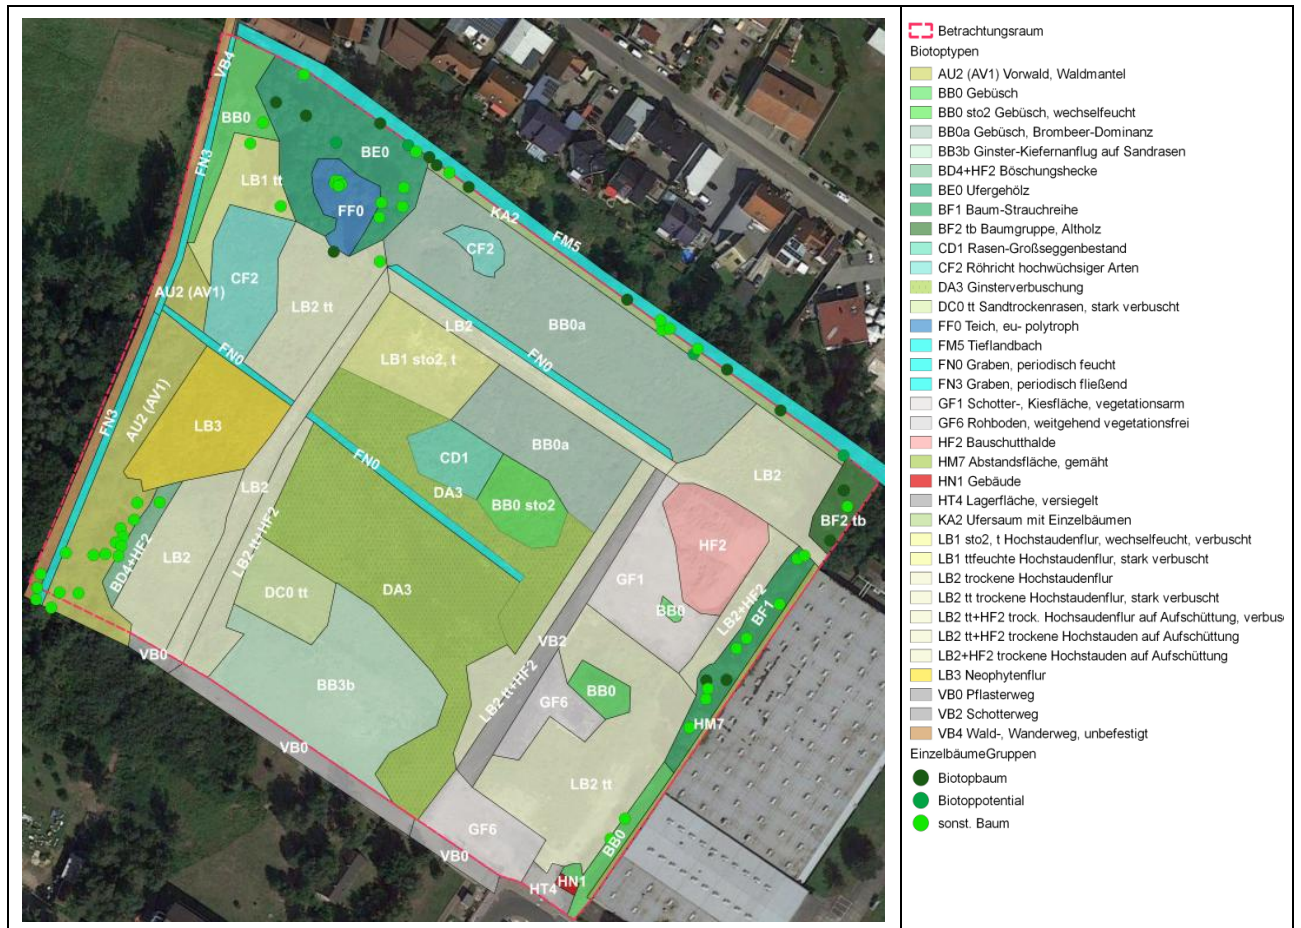 VB4
BB0
FN3
LB1 tt
BE0
FF0
KA2
FM5
CF2
CF2
AU2 (AV1)
LB2 tt
LB2
BB0a
FN0
FN0
LB1 sto2, t
AU2 (AV1)
FN3
LB3
BB0a
CD1
FN0
DA3
BB0 sto2
LB2
LB2
BF2 tb
HF2
GF1
BB0
LB2+HF2
BF1
LB2 tt+HF2
BD4+HF2
LB2
DC0 tt
DA3
VB2
VB0
BB3b
LB2 tt+HF2
GF6
BB0
HM7
VB0
LB2 tt
GF6
VB0
BB0
HT4
HN1
Betrachtungsraum
Biotoptypen
AU2 (AV1) Vorwald, Waldmantel
BB0 Gebüsch
BB0 sto2 Gebüsch, wechselfeucht
BB0a Gebüsch, Brombeer-Dominanz
BB3b Ginster-Kiefernanflug auf Sandrasen
BD4+HF2 Böschungshecke
BE0 Ufergehölz
BF1 Baum-Strauchreihe
BF2 tb Baumgruppe, Altholz
CD1 Rasen-Großseggenbestand
CF2 Röhricht hochwüchsiger Arten
DA3 Ginsterverbuschung
DC0 tt Sandtrockenrasen, stark verbuscht
FF0 Teich, eu- polytroph
FM5 Tieflandbach
FN0 Graben, periodisch feucht
FN3 Graben, periodisch fließend
GF1 Schotter-, Kiesfläche, vegetationsarm
GF6 Rohboden, weitgehend vegetationsfrei
HF2 Bauschutthalde
HM7 Abstandsfläche, gemäht
HN1 Gebäude
HT4 Lagerfläche, versiegelt
KA2 Ufersaum mit Einzelbäumen
LB1 sto2, t Hochstaudenflur, wechselfeucht, verbuscht
LB1 ttfeuchte Hochstaudenflur, stark verbuscht
LB2 trockene Hochstaudenflur
LB2 tt trockene Hochstaudenflur, stark verbuscht
LB2 tt+HF2 trock. Hochsaudenflur auf Aufschüttung, verbus
LB2 tt+HF2 trockene Hochstauden auf Aufschüttung
LB2+HF2 trockene Hochstauden auf Aufschüttung
LB3 Neophytenflur
VB0 Pflasterweg
VB2 Schotterweg
VB4 Wald-, Wanderweg, unbefestigt
EinzelbäumeGruppen
Biotopbaum
Biotoppotential
sonst. Baum